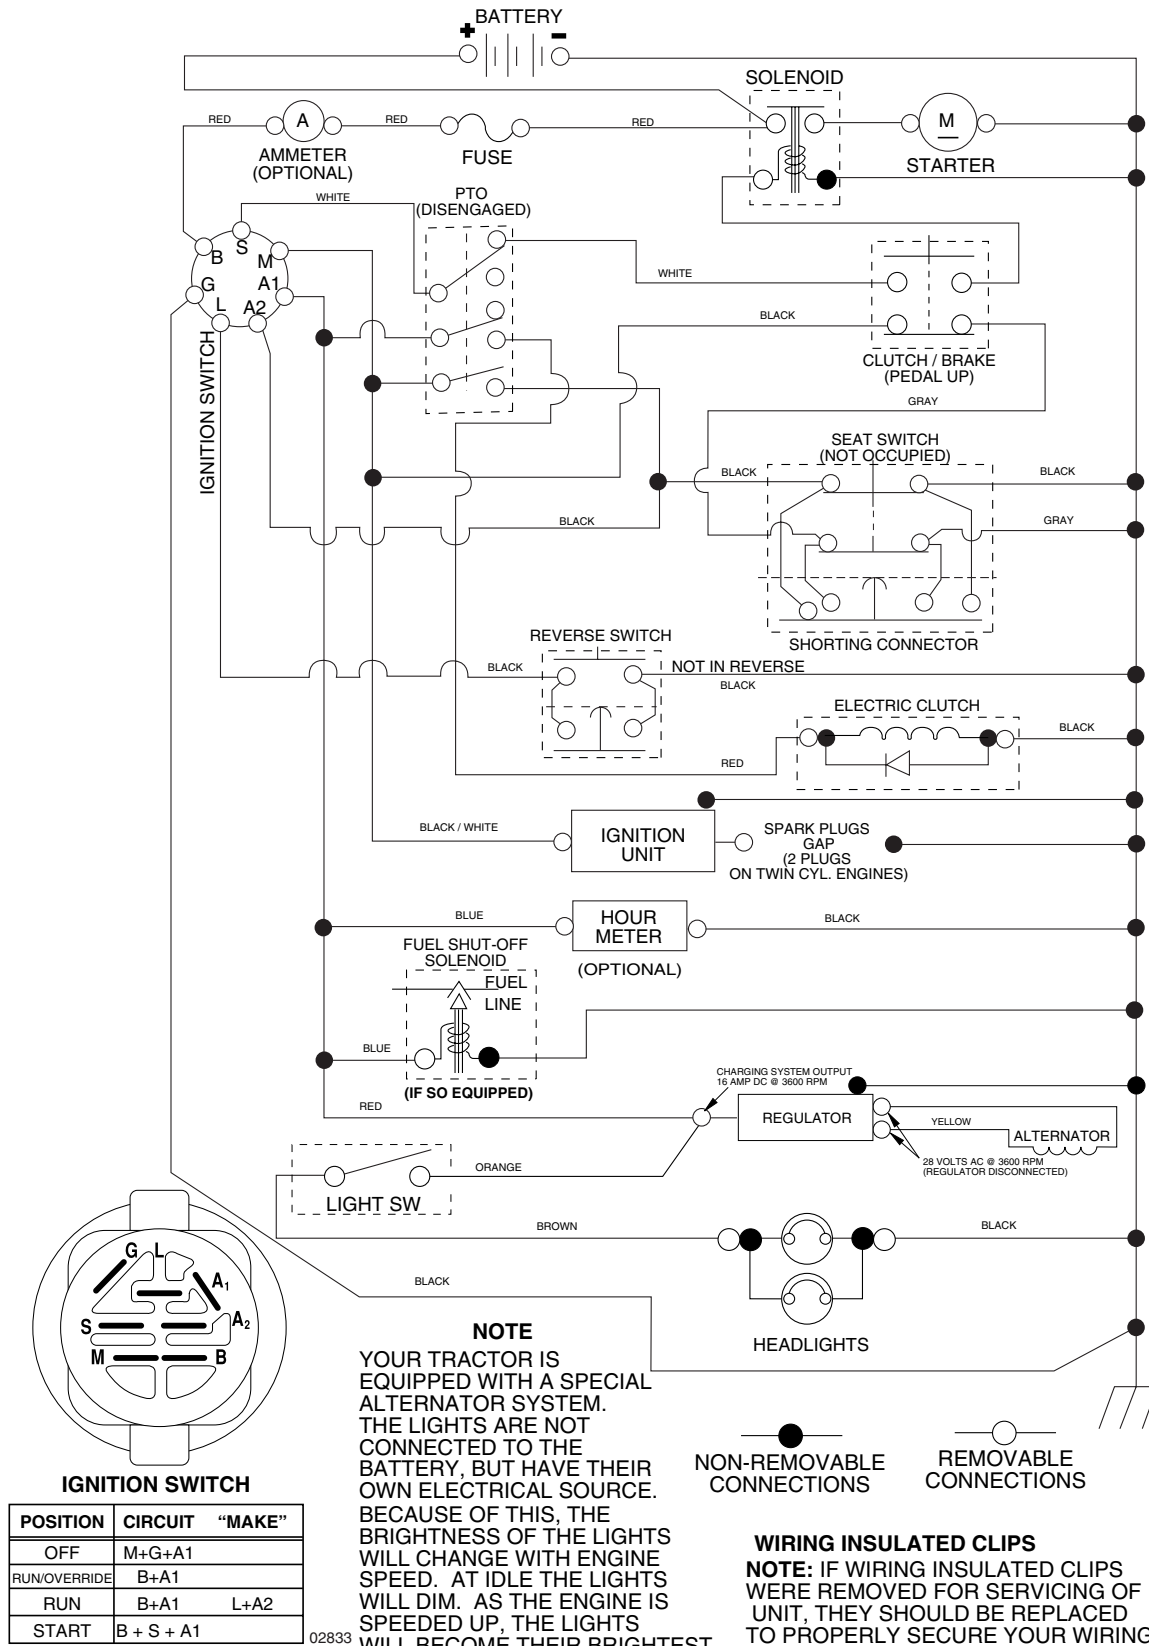 BATTERY
+ −
SOLENOID
RED
A
RED
RED
M
AMMETER
(OPTIONAL)
FUSE
STARTER
WHITE
PTO
(DISENGAGED)
S
B
M
G
A1
L
A2
IGNITION SWITCH
WHITE
BLACK
CLUTCH / BRAKE
(PEDAL UP)
GRAY
SEAT SWITCH
(NOT OCCUPIED)
BLACK
BLACK
BLACK
GRAY
SHORTING CONNECTOR
REVERSE SWITCH
BLACK
NOT IN REVERSE
BLACK
ELECTRIC CLUTCH
BLACK
RED
BLACK / WHITE
IGNITION
UNIT
SPARK PLUGS
GAP
(2 PLUGS
ON TWIN CYL. ENGINES)
BLUE
HOUR
METER
BLACK
(OPTIONAL)
FUEL SHUT-OFF
SOLENOID
FUEL
LINE
BLUE
(IF SO EQUIPPED)
CHARGING SYSTEM OUTPUT
16 AMP DC @ 3600 RPM
RED
REGULATOR
YELLOW
ALTERNATOR
28 VOLTS AC @ 3600 RPM
(REGULATOR DISCONNECTED)
ORANGE
LIGHT SW
BROWN
BLACK
BLACK
HEADLIGHTS
G L
A1
A2
S
M B
IGNITION SWITCH
POSITION CIRCUIT “MAKE”
OFF M+G+A1
RUN/OVERRIDE B+A1
RUN B+A1 L+A2
START B + S + A1
02833
NOTE
YOUR TRACTOR IS
EQUIPPED WITH A SPECIAL
ALTERNATOR SYSTEM.
THE LIGHTS ARE NOT
CONNECTED TO THE
BATTERY, BUT HAVE THEIR
OWN ELECTRICAL SOURCE.
BECAUSE OF THIS, THE
BRIGHTNESS OF THE LIGHTS
WILL CHANGE WITH ENGINE
SPEED. AT IDLE THE LIGHTS
WILL DIM. AS THE ENGINE IS
SPEEDED UP, THE LIGHTS
WILL BECOME THEIR BRIGHTEST
NON-REMOVABLE
CONNECTIONS
REMOVABLE
CONNECTIONS
WIRING INSULATED CLIPS
NOTE: IF WIRING INSULATED CLIPS
WERE REMOVED FOR SERVICING OF
UNIT, THEY SHOULD BE REPLACED
TO PROPERLY SECURE YOUR WIRING